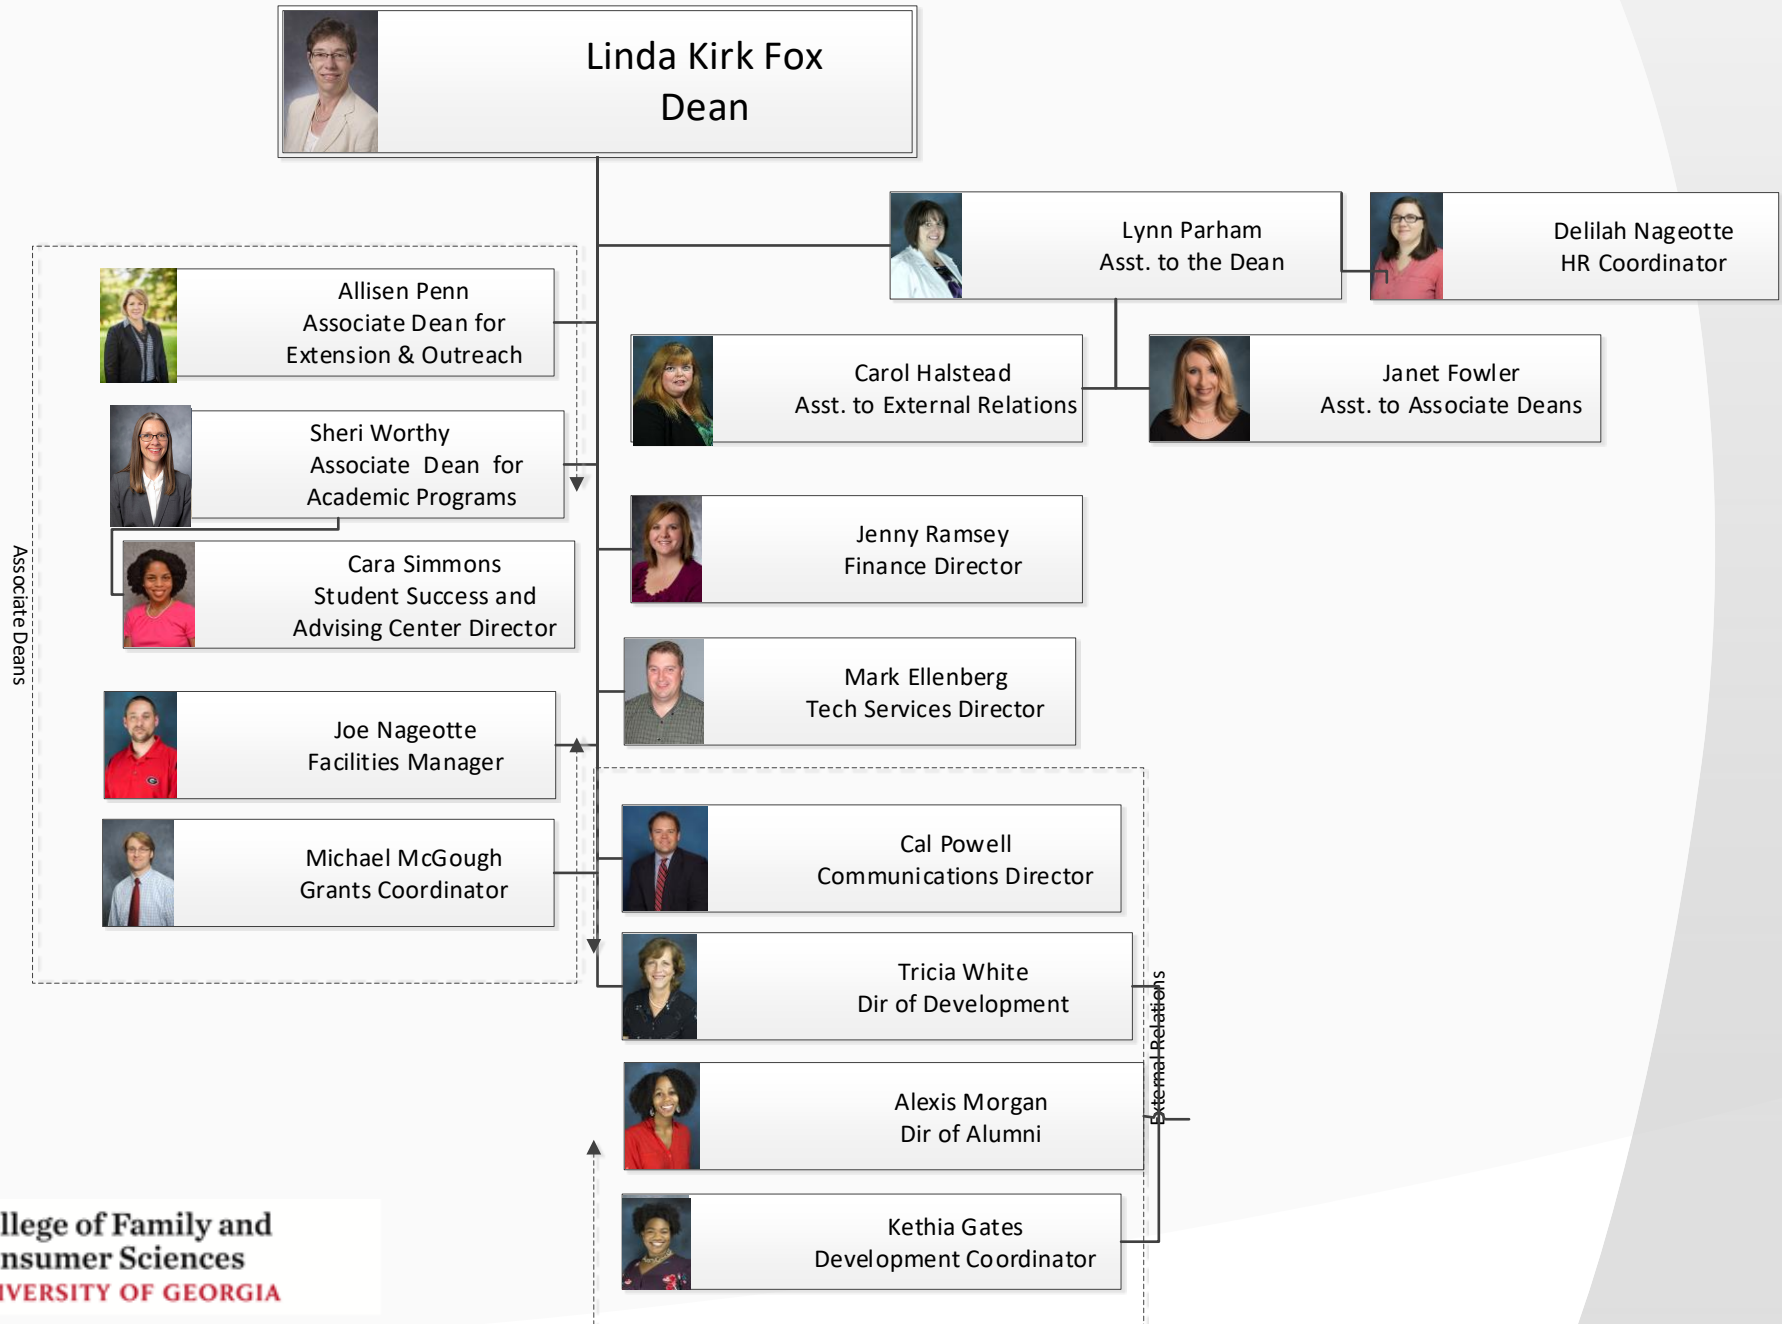 Linda Kirk Fox
Dean
Lynn Parham
Asst. to the Dean
Delilah Nageotte
HR Coordinator
Allisen Penn
Associate Dean for
Extension & Outreach
Carol Halstead
Asst. to External Relations
Janet Fowler
Asst. to Associate Deans
Sheri Worthy
Associate Dean for
Academic Programs
Jenny Ramsey
Finance Director
Cara Simmons
Student Success and
Advising Center Director
Associate Deans
Mark Ellenberg
Tech Services Director
Joe Nageotte
Facilities Manager
Cal Powell
Communications Director
Michael McGough
Grants Coordinator
Tricia White
Dir of Development
External Relations
Alexis Morgan
Dir of Alumni
Kethia Gates
Development Coordinator
llege of Family and
nsumer Sciences
IVERSITY OF GEORGIA